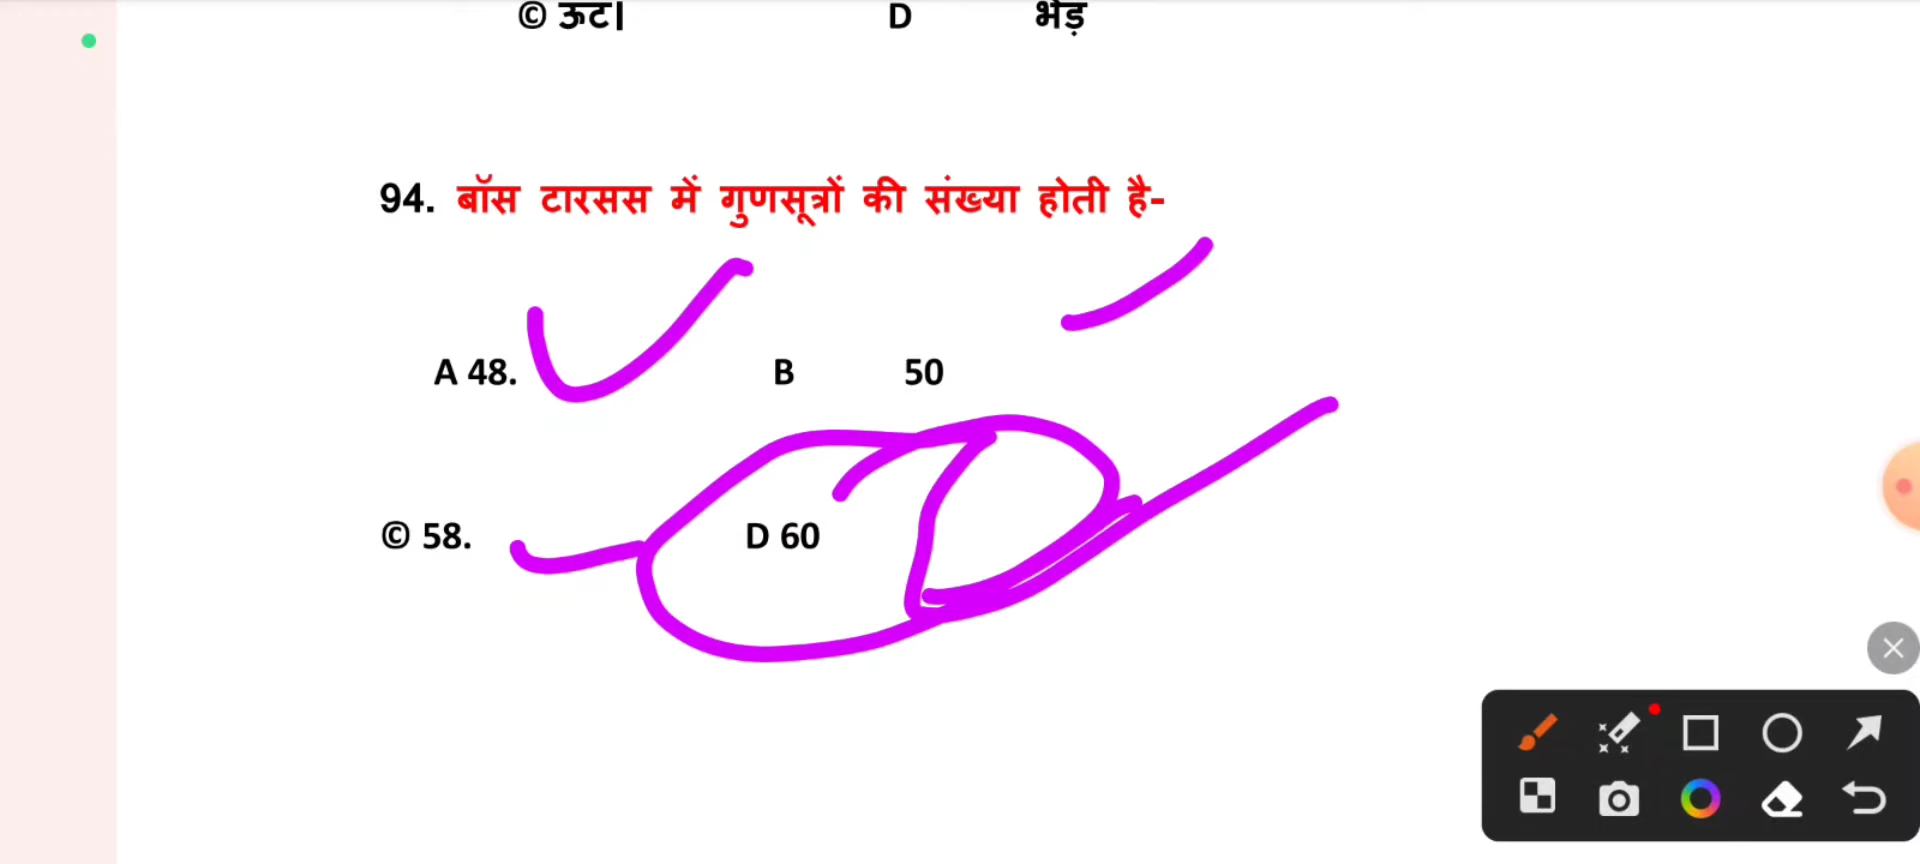 © ऊट। D भेड़
94. बॉस टारसस में गुणसूत्रों की संख्या होती है-
A 48. B 50
© 58. D 60